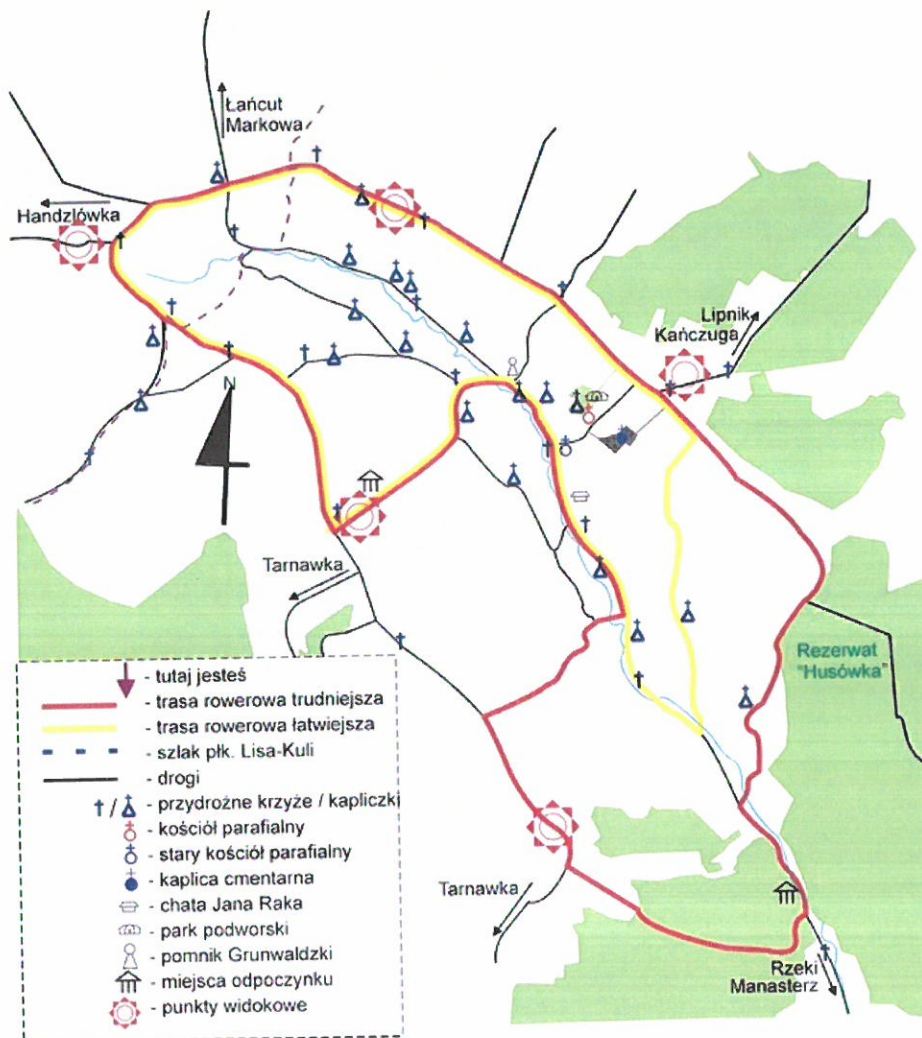 Łańcut
Markowa
Handzlówka
Lipnik
Kańczuga
N
Tarnawka
Rezerwat
"Husówka"
Tarnawka
Rzeki
Manasterz
- tutaj jesteś
- trasa rowerowa trudniejsza
- trasa rowerowa łatwiejsza
- szlak płk. Lisa-Kuli
- drogi
/ - przydrożne krzyże / kapliczki
- kościół parafialny
- stary kościół parafialny
- kaplica cmentarna
- chata Jana Raka
- park podworski
- pomnik Grunwaldzki
- miejsca odpoczynku
- punkty widokowe